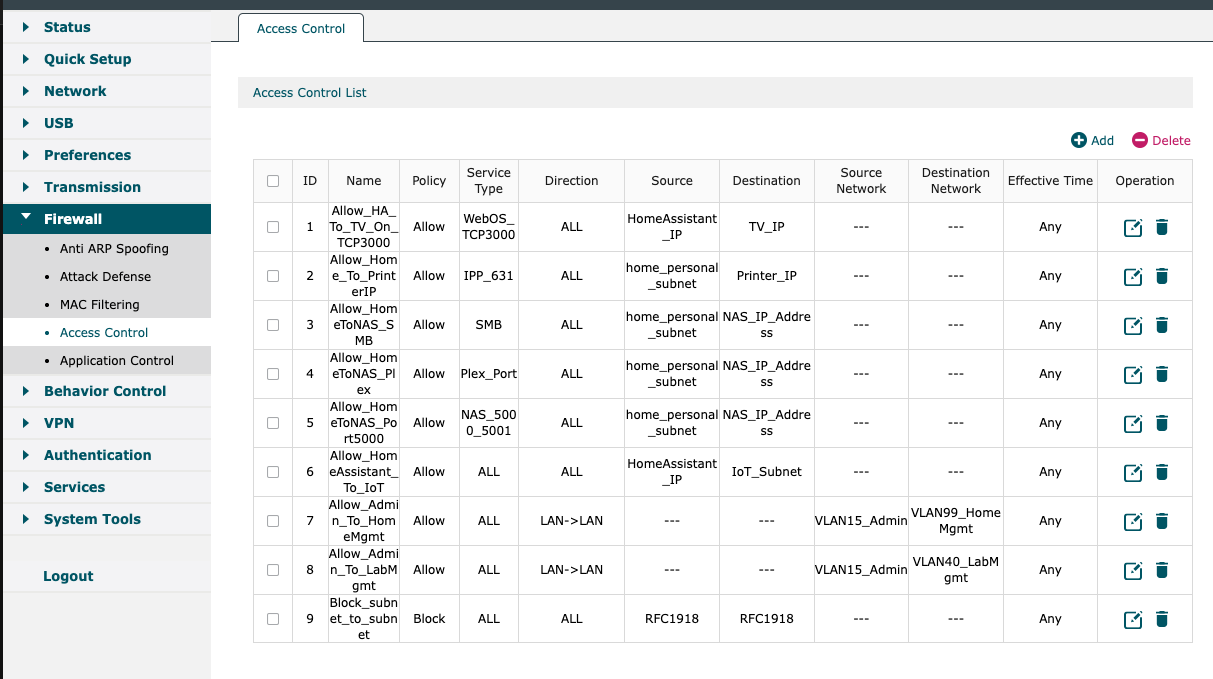 Status
Quick Setup
Network
USB
Preferences
Transmission
Firewall
Anti ARP Spoofing
Attack Defense
MAC Filtering
Access Control
Application Control
Behavior Control
VPN
Authentication
Services
System Tools
Logout
Access Control
Access Control List
Add Delete
ID Name Policy Service Type Direction Source Destination Source Network Destination Network Effective Time Operation
1 Allow_HA_To_TV_On_TCP3000 Allow WebOS_TCP3000 ALL HomeAssistant_IP TV_IP --- --- Any
2 Allow_Home_To_PrinterIP Allow IPP_631 ALL home_personal_subnet Printer_IP --- --- Any
3 Allow_HomeToNAS_SMB Allow SMB ALL home_personal_subnet NAS_IP_Address --- --- Any
4 Allow_HomeToNAS_Plex Allow Plex_Port ALL home_personal_subnet NAS_IP_Address --- --- Any
5 Allow_HomeToNAS_Port5000 Allow NAS_5000_5001 ALL home_personal_subnet NAS_IP_Address --- --- Any
6 Allow_HomeAssistant_To_IoT Allow ALL ALL HomeAssistant_IP IoT_Subnet --- --- Any
7 Allow_Admin_To_HomeMgmt Allow ALL LAN->LAN --- --- VLAN15_Admin VLAN99_HomeMgmt Any
8 Allow_Admin_To_LabMgmt Allow ALL LAN->LAN --- --- VLAN15_Admin VLAN40_LabMgmt Any
9 Block_subnet_to_subnet Block ALL ALL RFC1918 RFC1918 --- --- Any